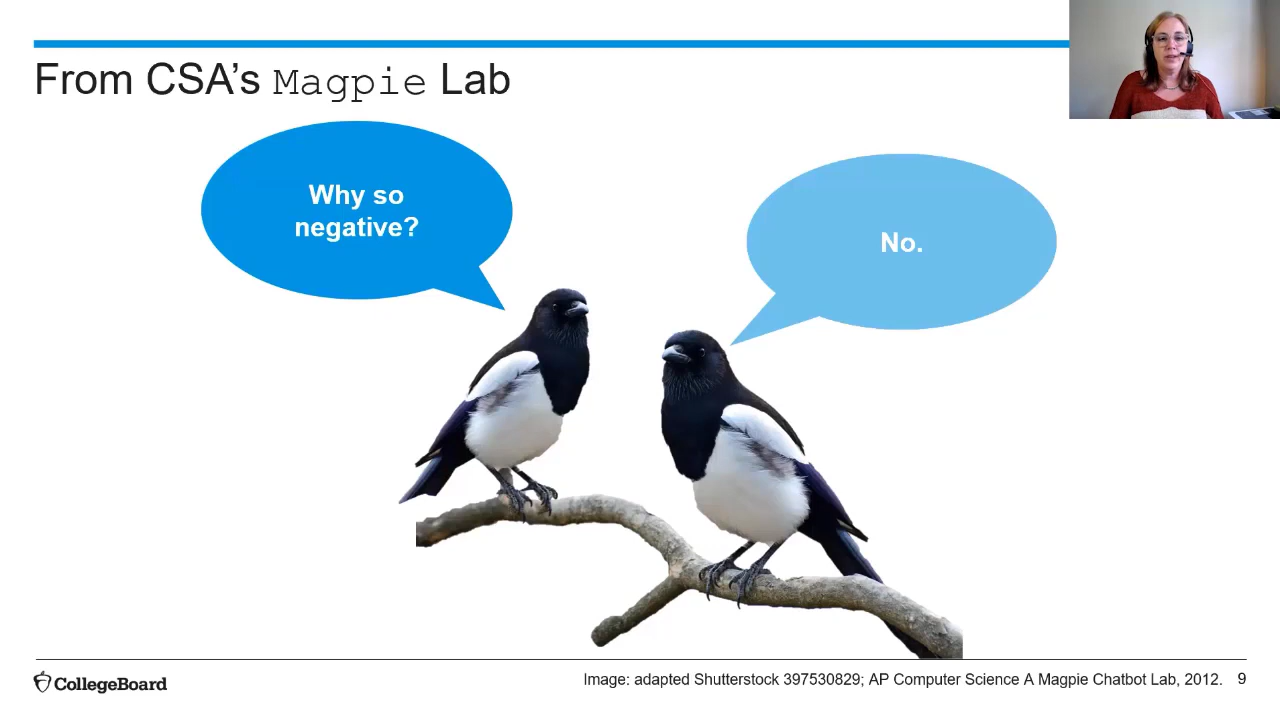 From CSA's Magpie Lab
Why so
negative?
No.
CollegeBoard
Image: adapted Shutterstock 397530829; AP Computer Science A Magpie Chatbot Lab, 2012. 9